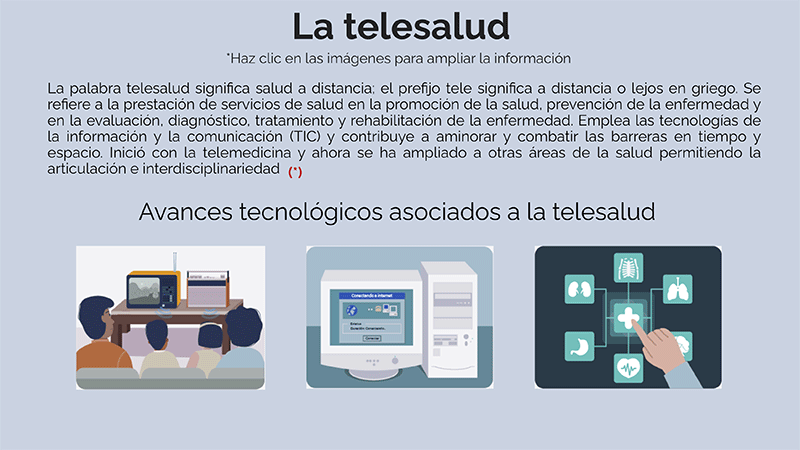 La telesalud
*Haz clic en las imágenes para ampliar la información
La palabra telesalud significa salud a distancia; el prefijo tele significa a distancia o lejos en griego. Se
refiere a la prestación de servicios de salud en la promoción de la salud, prevención de la enfermedad y
en la evaluación, diagnóstico, tratamiento y rehabilitación de la enfermedad. Emplea las tecnologías de
la información y la comunicación (TIC) y contribuye a aminorar y combatir las barreras en tiempo y
espacio. Inició con la telemedicina y ahora se ha ampliado a otras áreas de la salud permitiendo la
articulación e interdisciplinariedad (*)
Avances tecnológicos asociados a la telesalud
Conectando a internet